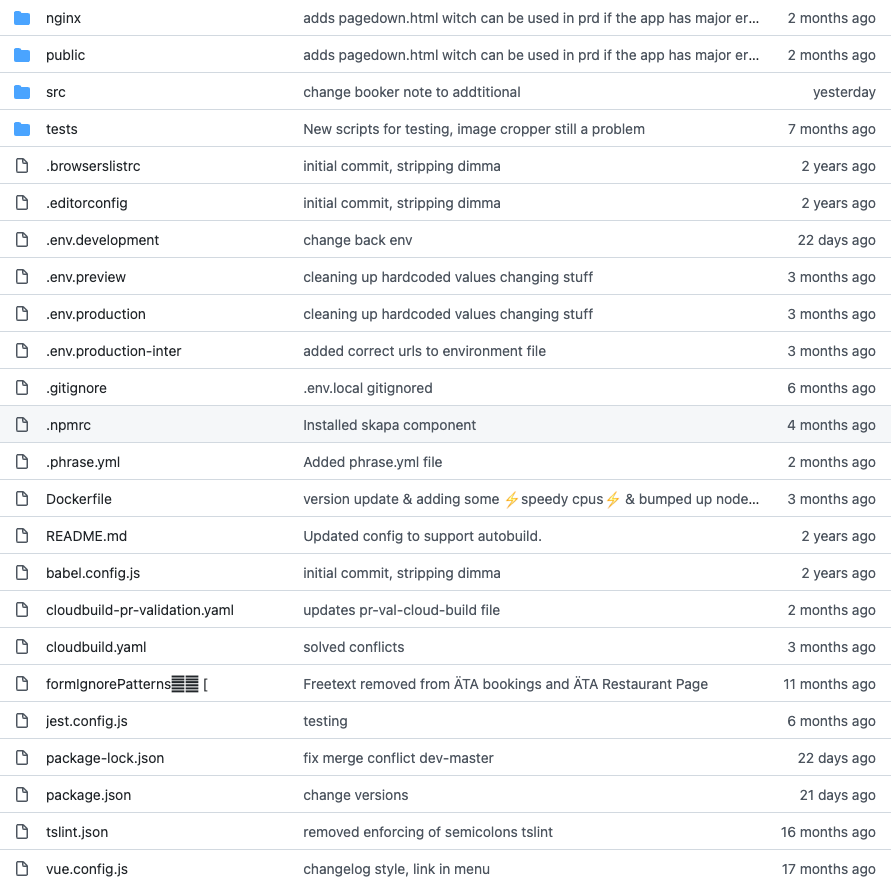 nginx adds pagedown.html witch can be used in prd if the app has major er... 2 months ago
public adds pagedown.html witch can be used in prd if the app has major er... 2 months ago
src change booker note to addtitional yesterday
tests New scripts for testing, image cropper still a problem 7 months ago
.browserslistrc initial commit, stripping dimma 2 years ago
.editorconfig initial commit, stripping dimma 2 years ago
.env.development change back env 22 days ago
.env.preview cleaning up hardcoded values changing stuff 3 months ago
.env.production cleaning up hardcoded values changing stuff 3 months ago
.env.production-inter added correct urls to environment file 3 months ago
.gitignore .env.local gitignored 6 months ago
.npmrc Installed skapa component 4 months ago
.phrase.yml Added phrase.yml file 2 months ago
Dockerfile version update & adding some ⚡speedy cpus⚡ & bumped up node... 3 months ago
README.md Updated config to support autobuild. 2 years ago
babel.config.js initial commit, stripping dimma 2 years ago
cloudbuild-pr-validation.yaml updates pr-val-cloud-build file 2 months ago
cloudbuild.yaml solved conflicts 3 months ago
formIgnorePatterns [ Freetext removed from ÄTA bookings and ÄTA Restaurant Page 11 months ago
jest.config.js testing 6 months ago
package-lock.json fix merge conflict dev-master 22 days ago
package.json change versions 21 days ago
tslint.json removed enforcing of semicolons tslint 16 months ago
vue.config.js changelog style, link in menu 17 months ago